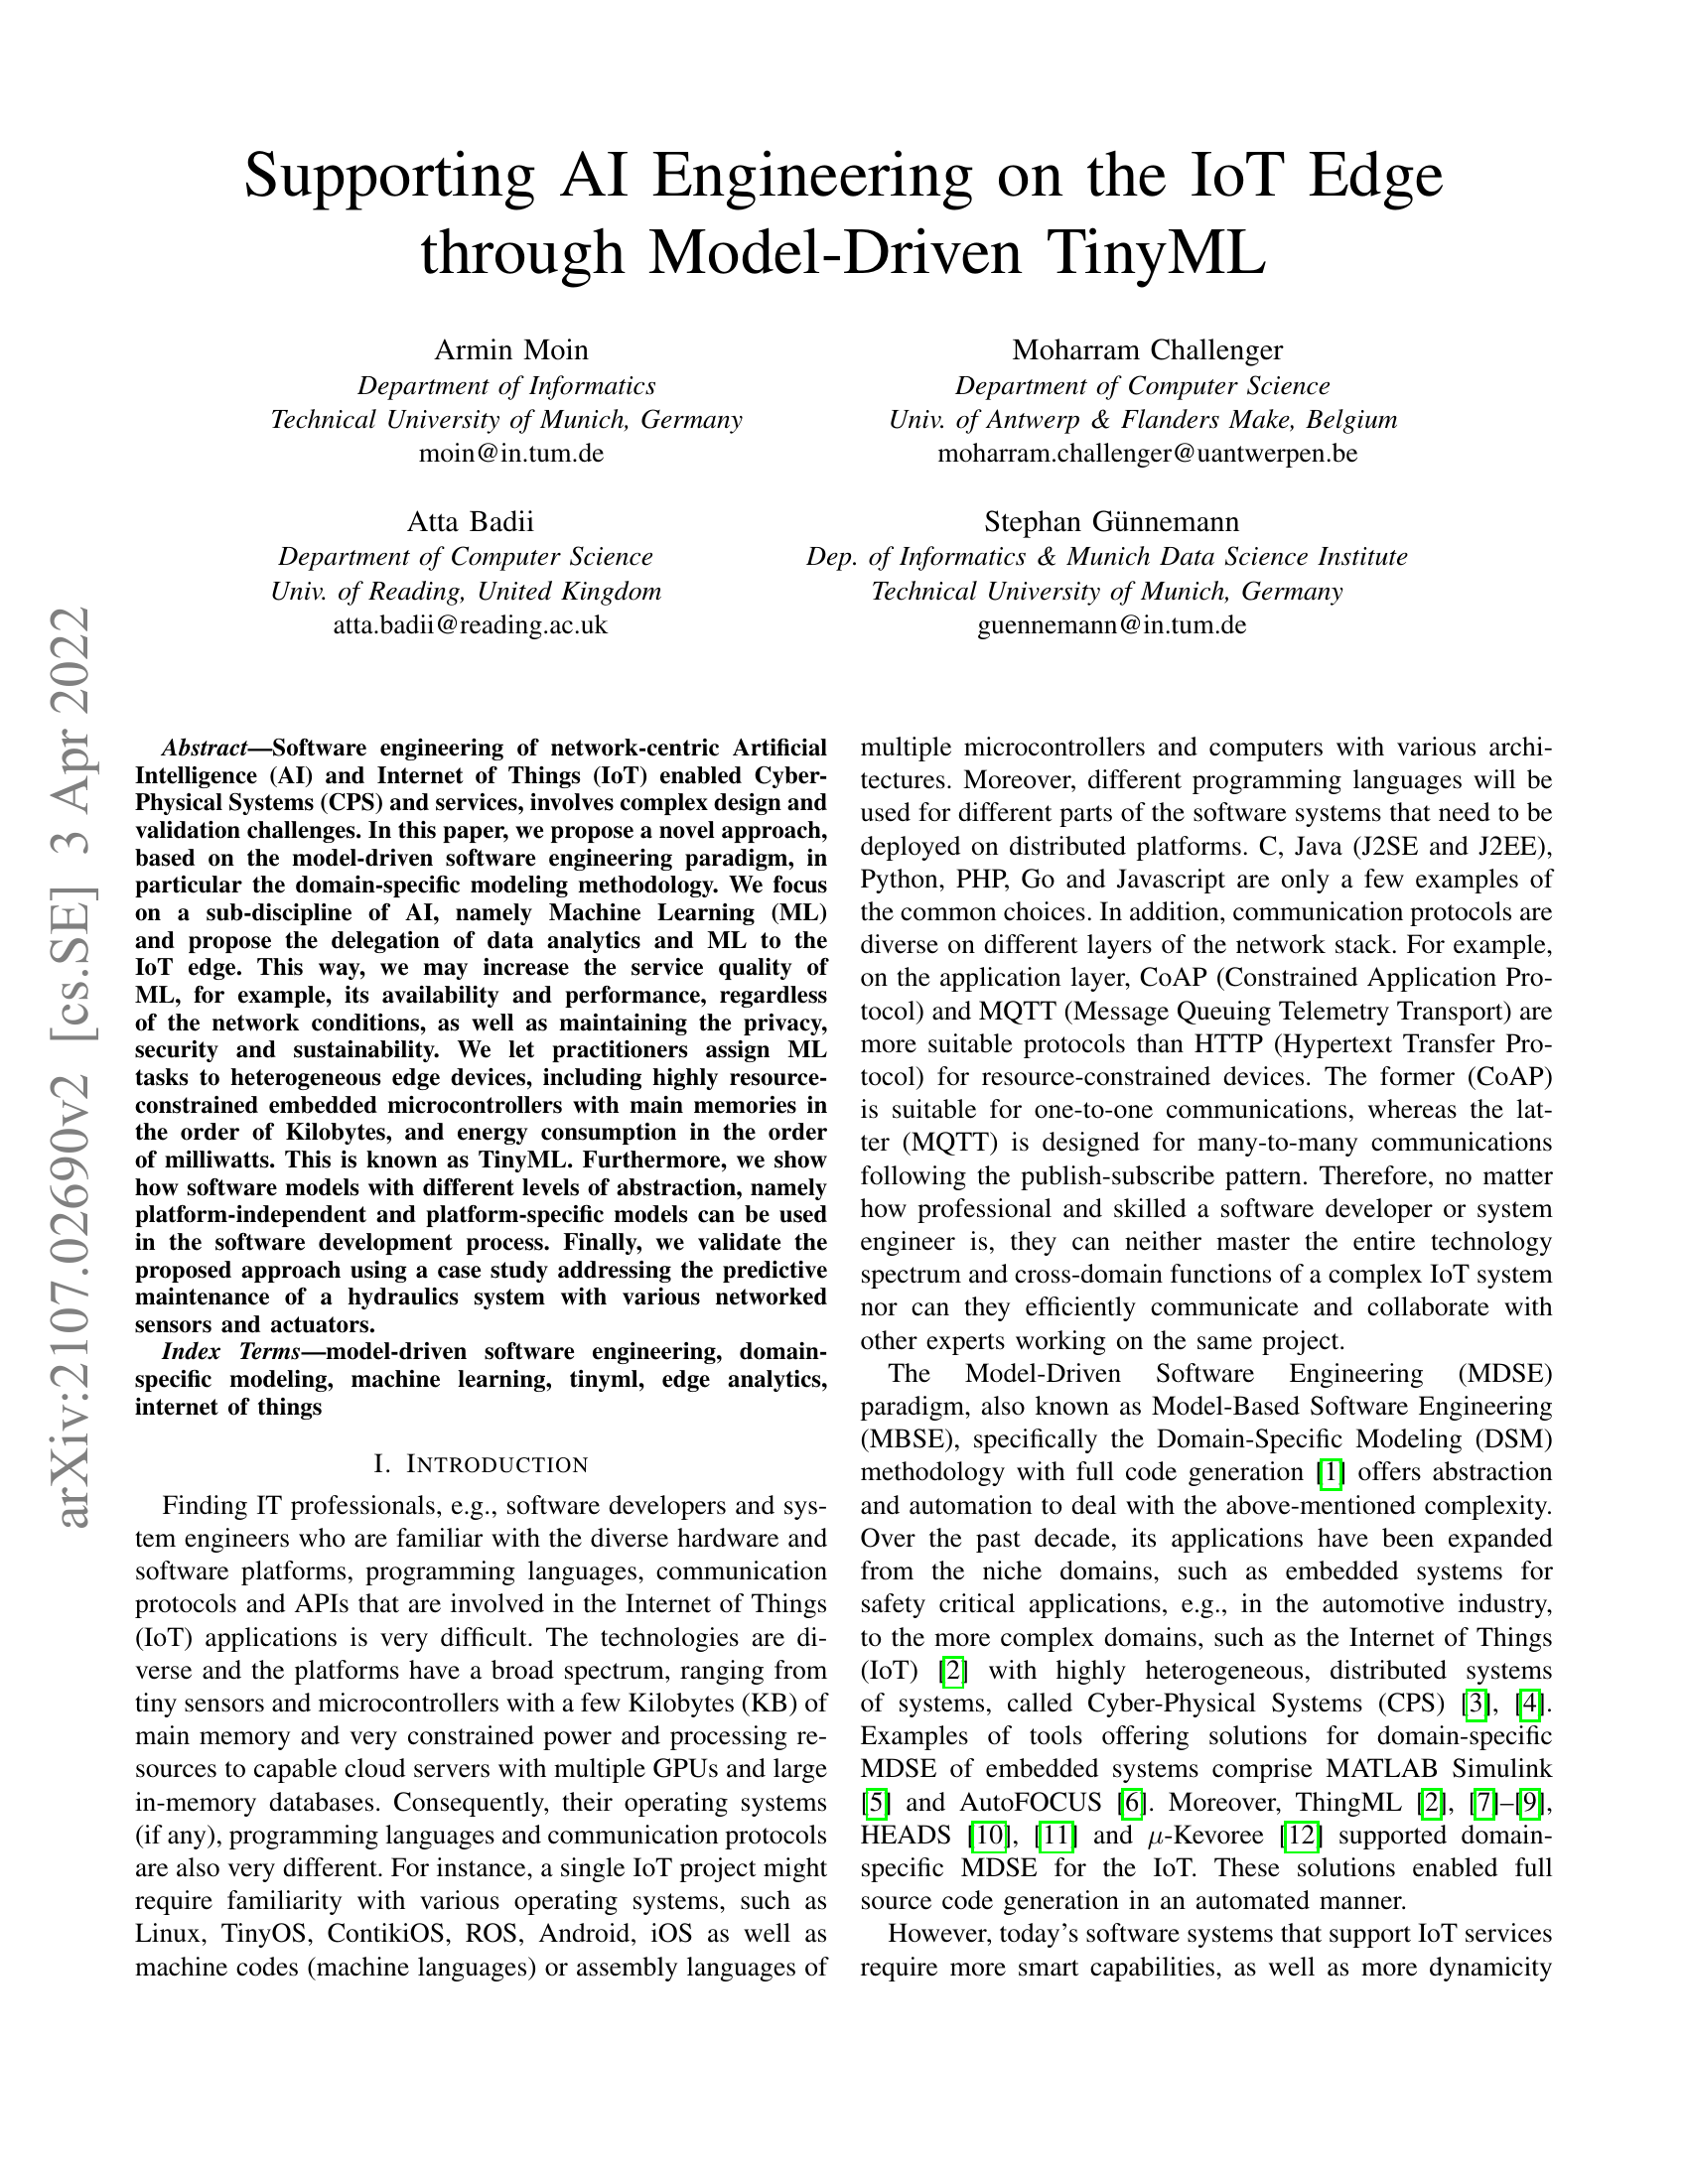 Supporting AI Engineering on the IoT Edge
through Model-Driven TinyML
Armin Moin
Department of Informatics
Technical University of Munich, Germany
moin@in.tum.de
Moharram Challenger
Department of Computer Science
Univ. of Antwerp & Flanders Make, Belgium
moharram.challenger@uantwerpen.be
Atta Badii
Department of Computer Science
Univ. of Reading, United Kingdom
atta.badii@reading.ac.uk
Stephan Günnemann
Dep. of Informatics & Munich Data Science Institute
Technical University of Munich, Germany
guennemann@in.tum.de
arXiv:2107.02690v2 [cs.SE] 3 Apr 2022
Abstract—Software engineering of network-centric Artificial
Intelligence (AI) and Internet of Things (IoT) enabled Cyber-
Physical Systems (CPS) and services, involves complex design and
validation challenges. In this paper, we propose a novel approach,
based on the model-driven software engineering paradigm, in
particular the domain-specific modeling methodology. We focus
on a sub-discipline of AI, namely Machine Learning (ML)
and propose the delegation of data analytics and ML to the
IoT edge. This way, we may increase the service quality of
ML, for example, its availability and performance, regardless
of the network conditions, as well as maintaining the privacy,
security and sustainability. We let practitioners assign ML
tasks to heterogeneous edge devices, including highly resource-
constrained embedded microcontrollers with main memories in
the order of Kilobytes, and energy consumption in the order
of milliwatts. This is known as TinyML. Furthermore, we show
how software models with different levels of abstraction, namely
platform-independent and platform-specific models can be used
in the software development process. Finally, we validate the
proposed approach using a case study addressing the predictive
maintenance of a hydraulics system with various networked
sensors and actuators.
Index Terms—model-driven software engineering, domain-
specific modeling, machine learning, tinyml, edge analytics,
internet of things
I. INTRODUCTION
Finding IT professionals, e.g., software developers and sys-
tem engineers who are familiar with the diverse hardware and
software platforms, programming languages, communication
protocols and APIs that are involved in the Internet of Things
(IoT) applications is very difficult. The technologies are di-
verse and the platforms have a broad spectrum, ranging from
tiny sensors and microcontrollers with a few Kilobytes (KB) of
main memory and very constrained power and processing re-
sources to capable cloud servers with multiple GPUs and large
in-memory databases. Consequently, their operating systems
(if any), programming languages and communication protocols
are also very different. For instance, a single IoT project might
require familiarity with various operating systems, such as
Linux, TinyOS, ContikiOS, ROS, Android, iOS as well as
machine codes (machine languages) or assembly languages of
multiple microcontrollers and computers with various archi-
tectures. Moreover, different programming languages will be
used for different parts of the software systems that need to be
deployed on distributed platforms. C, Java (J2SE and J2EE),
Python, PHP, Go and Javascript are only a few examples of
the common choices. In addition, communication protocols are
diverse on different layers of the network stack. For example,
on the application layer, CoAP (Constrained Application Pro-
tocol) and MQTT (Message Queuing Telemetry Transport) are
more suitable protocols than HTTP (Hypertext Transfer Pro-
tocol) for resource-constrained devices. The former (CoAP)
is suitable for one-to-one communications, whereas the lat-
ter (MQTT) is designed for many-to-many communications
following the publish-subscribe pattern. Therefore, no matter
how professional and skilled a software developer or system
engineer is, they can neither master the entire technology
spectrum and cross-domain functions of a complex IoT system
nor can they efficiently communicate and collaborate with
other experts working on the same project.
The Model-Driven Software Engineering (MDSE)
paradigm, also known as Model-Based Software Engineering
(MBSE), specifically the Domain-Specific Modeling (DSM)
methodology with full code generation [1] offers abstraction
and automation to deal with the above-mentioned complexity.
Over the past decade, its applications have been expanded
from the niche domains, such as embedded systems for
safety critical applications, e.g., in the automotive industry,
to the more complex domains, such as the Internet of Things
(IoT) [2] with highly heterogeneous, distributed systems
of systems, called Cyber-Physical Systems (CPS) [3], [4].
Examples of tools offering solutions for domain-specific
MDSE of embedded systems comprise MATLAB Simulink
[5] and AutoFOCUS [6]. Moreover, ThingML [2], [7]–[9],
HEADS [10], [11] and μ-Kevoree [12] supported domain-
specific MDSE for the IoT. These solutions enabled full
source code generation in an automated manner.
However, today's software systems that support IoT services
require more smart capabilities, as well as more dynamicity